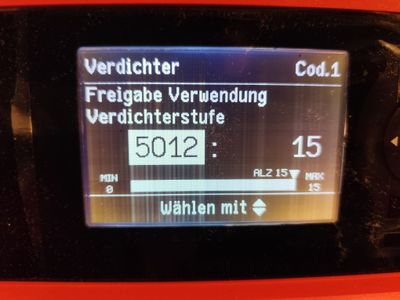 Verdichter Cod.1
Freigabe Verwendung
Verdichterstufe
5012 : 15
MIN ALZ 15 MAX
0 15
Wählen mit